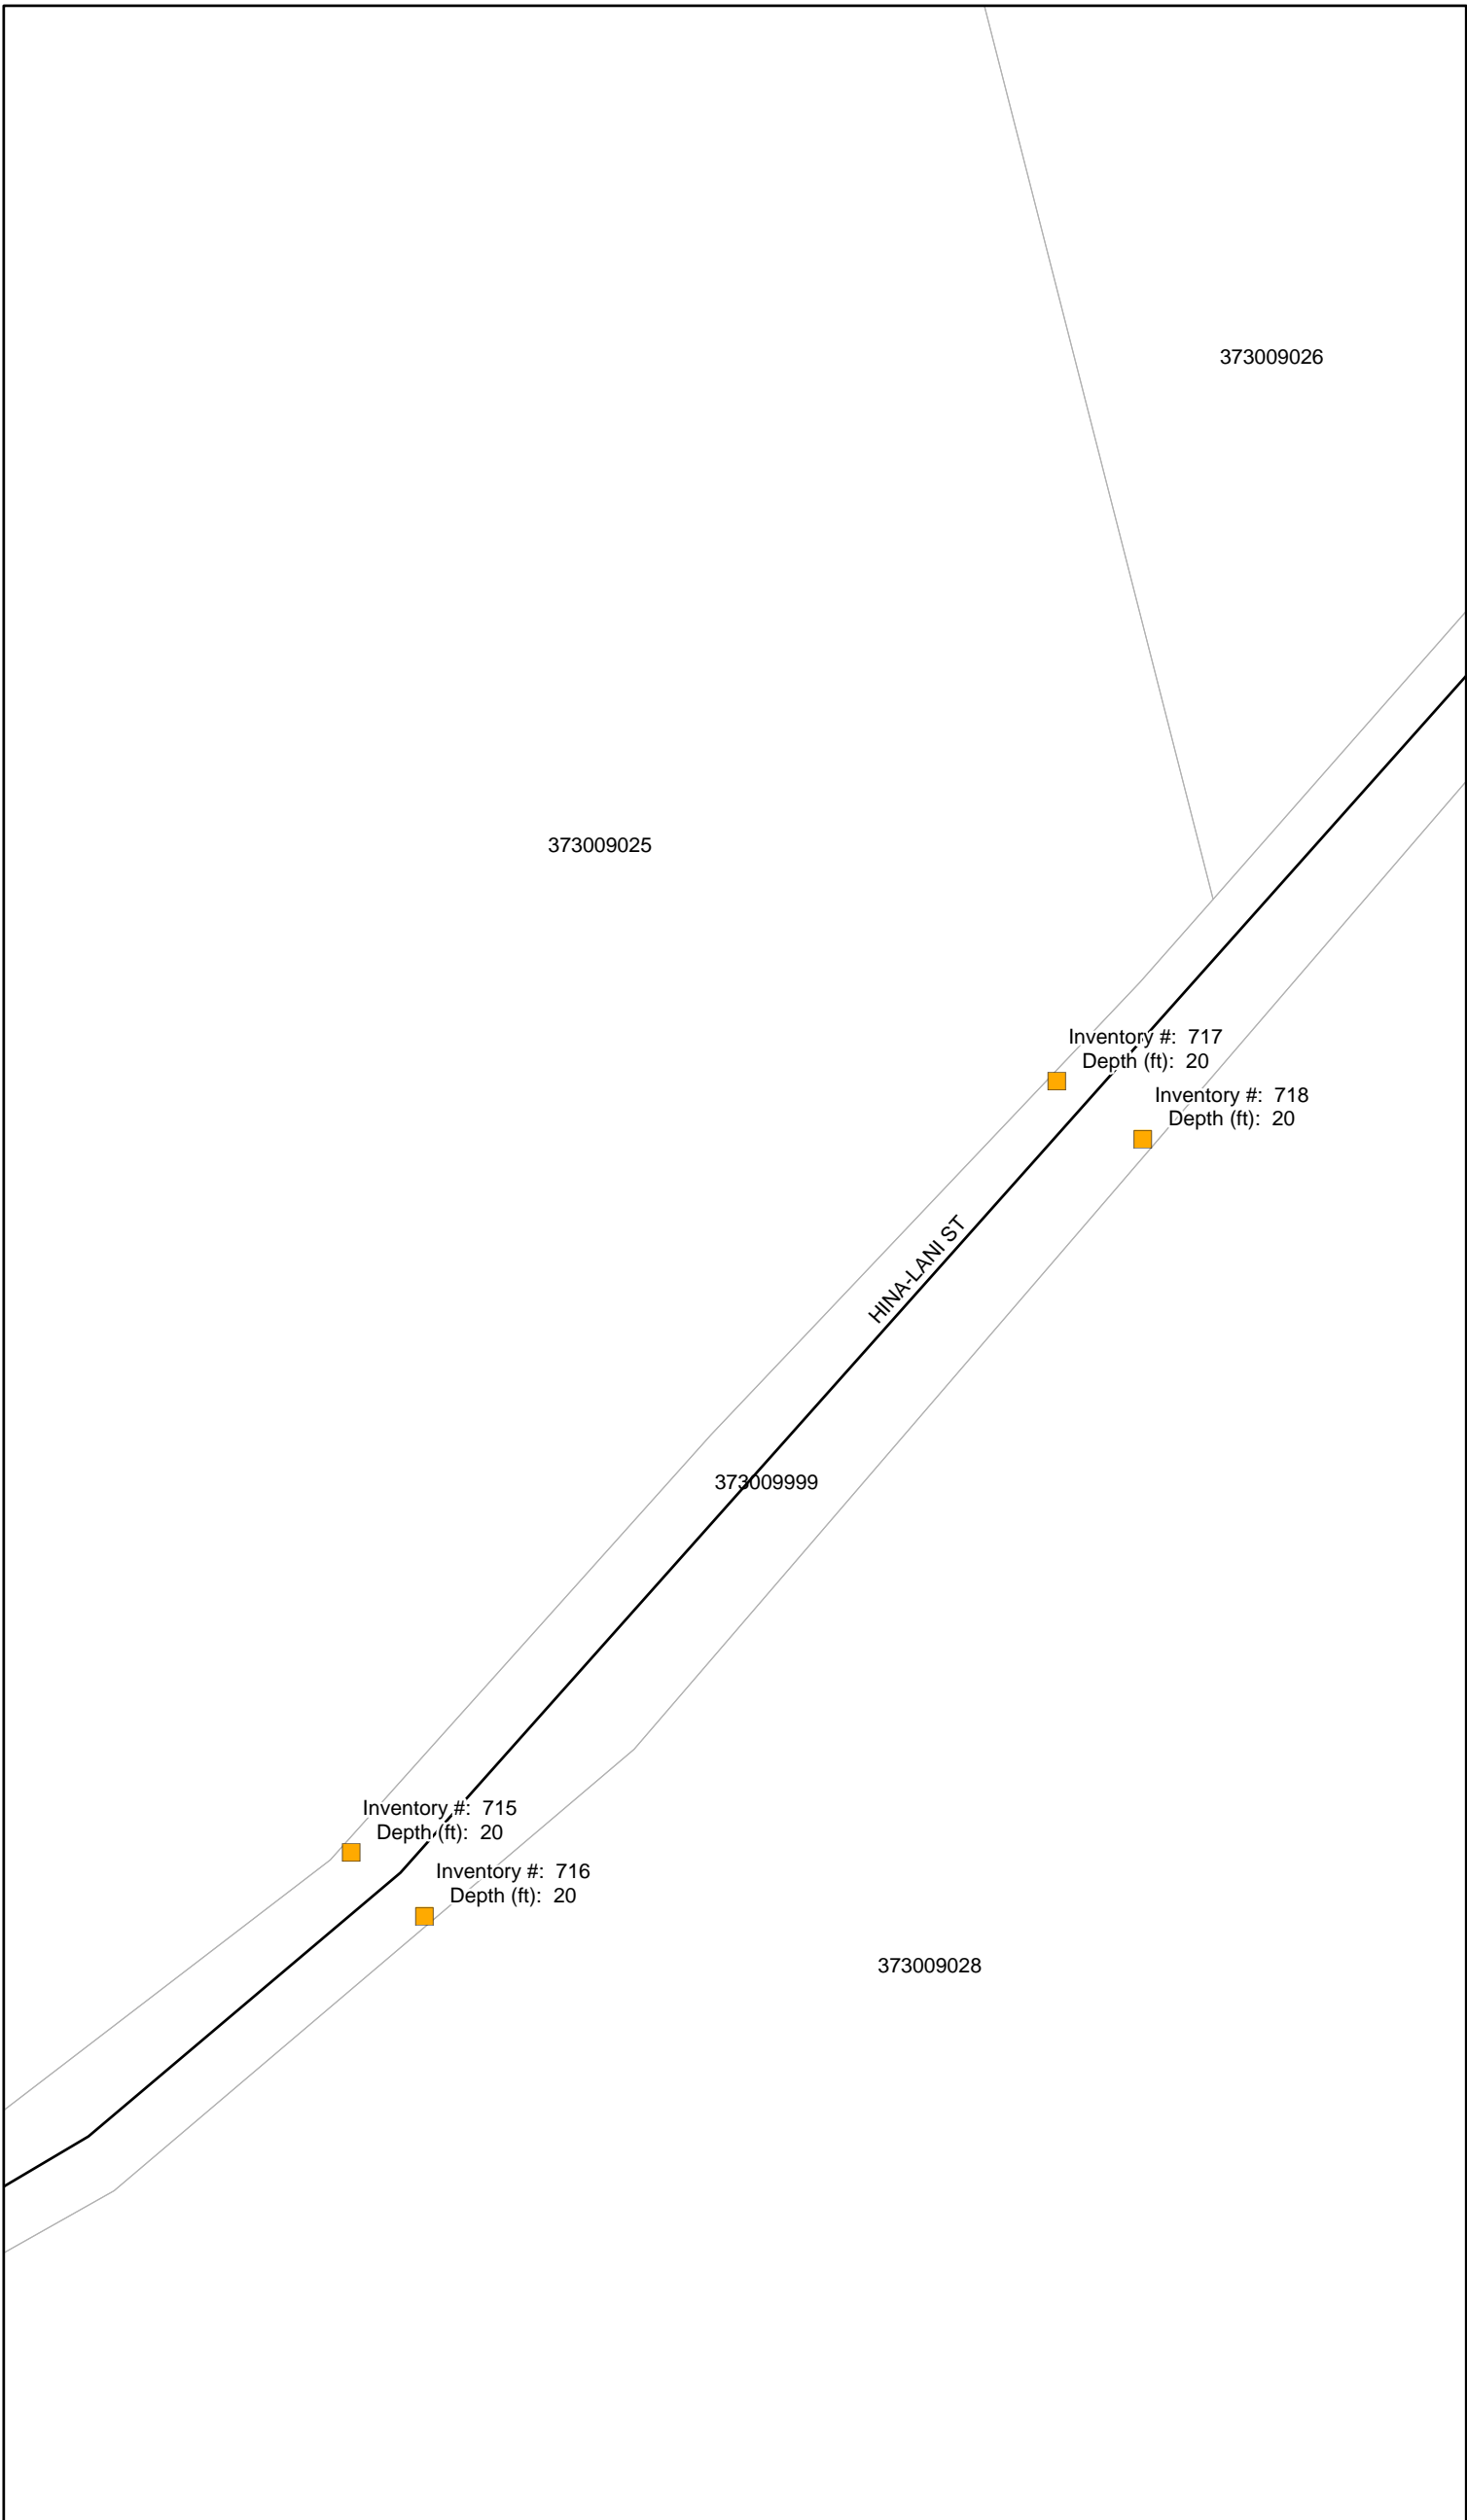 373009026
373009025
Inventory #:  717
Depth (ft):  20
Inventory #:  718
Depth (ft):  20
HINA-LANI ST
373009999
Inventory #:  715
Depth (ft):  20
Inventory #:  716
Depth (ft):  20
373009028